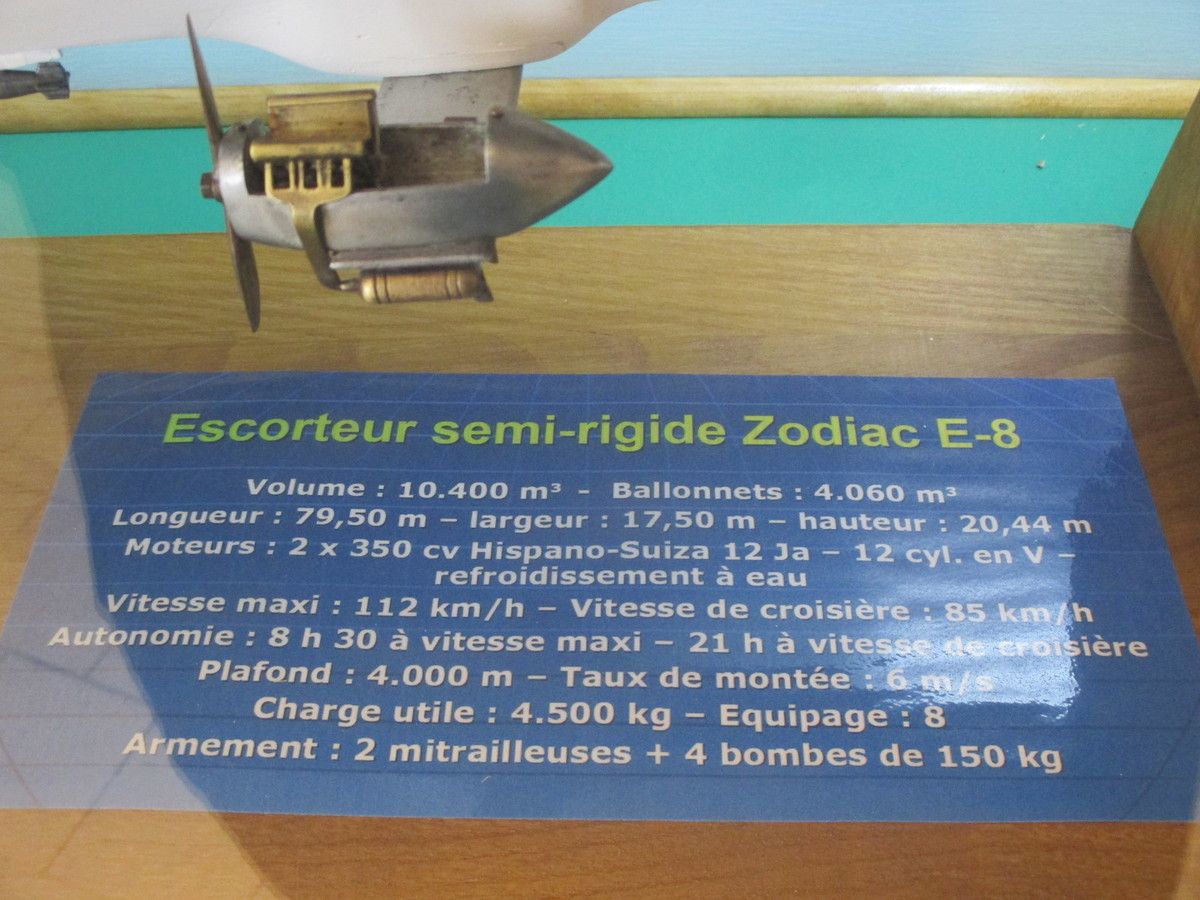 Escorteur semi-rigide Zodiac E-8
Volume : 10.400 m³ - Ballonnets : 4.060 m³
Longueur : 79,50 m – largeur : 17,50 m – hauteur : 20,44 m
Moteurs : 2 x 350 cv Hispano-Suiza 12 Ja – 12 cyl. en V –
refroidissement à eau
Vitesse maxi : 112 km/h – Vitesse de croisière : 85 km/h
Autonomie : 8 h 30 à vitesse maxi – 21 h à vitesse de croisière
Plafond : 4.000 m – Taux de montée : 6 m/s
Charge utile : 4.500 kg – Equipage : 8
Armement : 2 mitrailleuses + 4 bombes de 150 kg